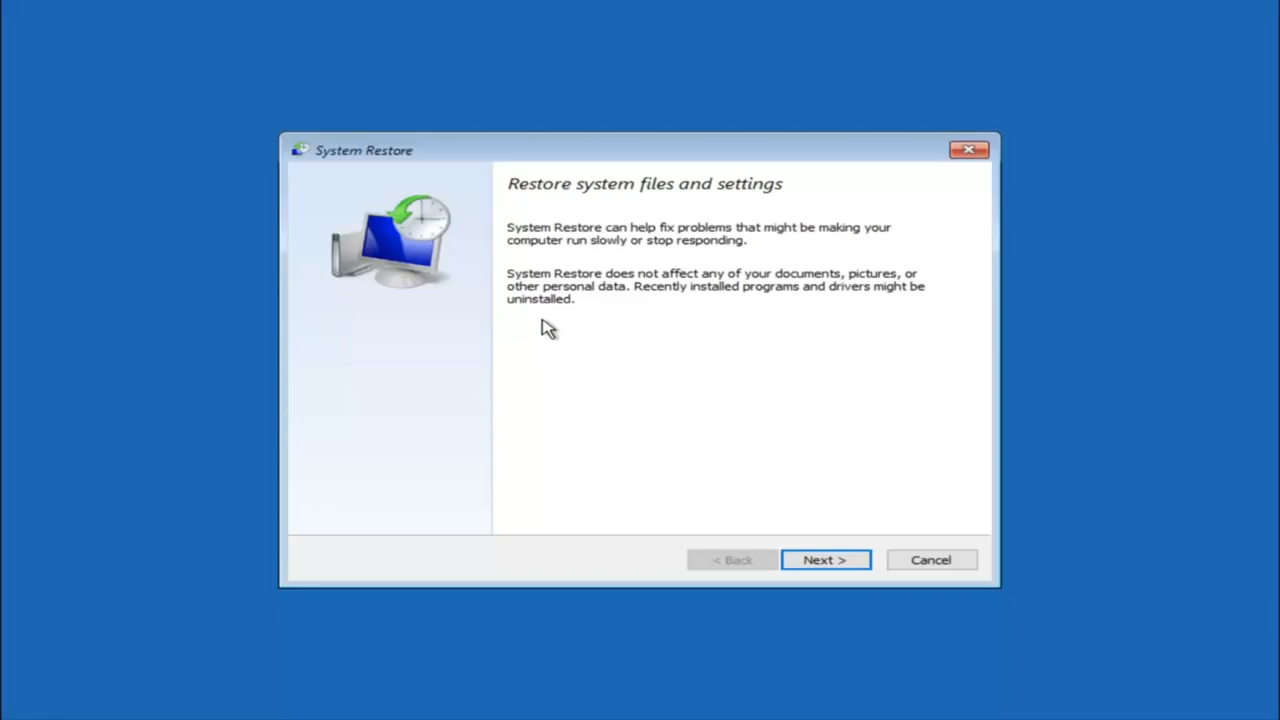 System Restore
Restore system files and settings
System Restore can help fix problems that might be making your
computer run slowly or stop responding.
System Restore does not affect any of your documents, pictures, or
other personal data. Recently installed programs and drivers might be
uninstalled.
< Back Next > Cancel